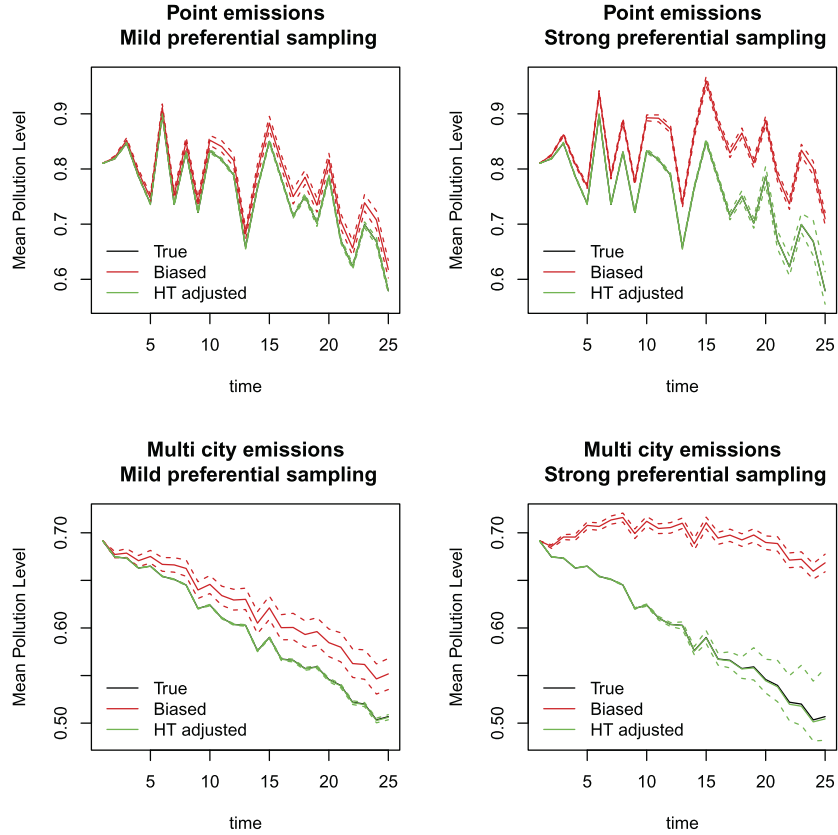 Point emissions
Mild preferential sampling
Mean Pollution Level
0.9
0.8
0.7
0.6
True
Biased
HT adjusted
5
10
15
20
25
time
Point emissions
Strong preferential sampling
Mean Pollution Level
0.9
0.8
0.7
0.6
True
Biased
HT adjusted
5
10
15
20
25
time
Multi city emissions
Mild preferential sampling
Mean Pollution Level
0.70
0.60
0.50
True
Biased
HT adjusted
5
10
15
20
25
time
Multi city emissions
Strong preferential sampling
Mean Pollution Level
0.70
0.60
0.50
True
Biased
HT adjusted
5
10
15
20
25
time